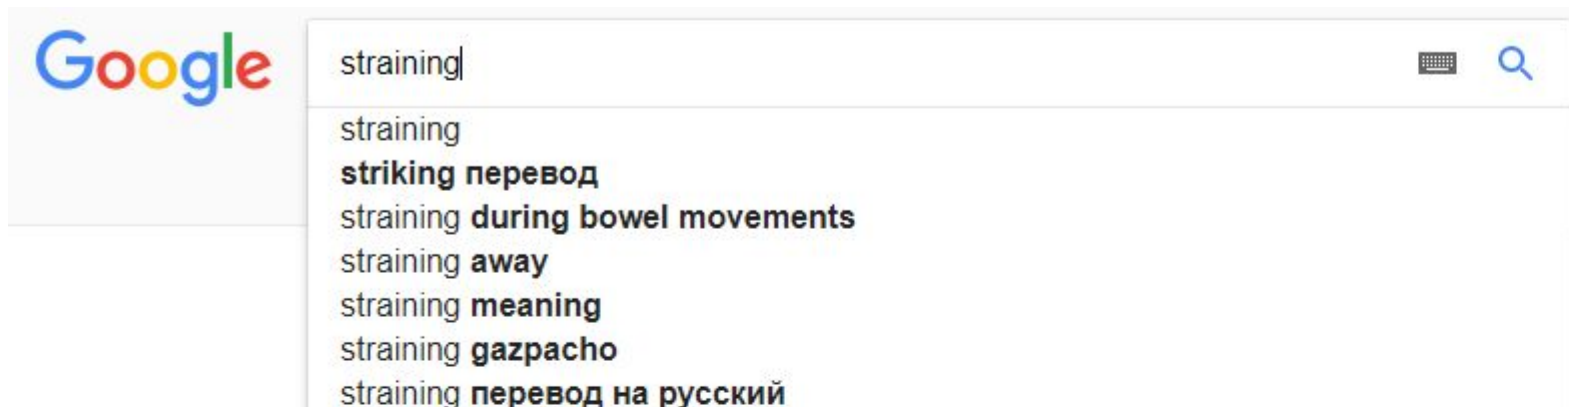 Google
straining
straining
striking перевод
straining during bowel movements
straining away
straining meaning
straining gazpacho
straining перевод на русский